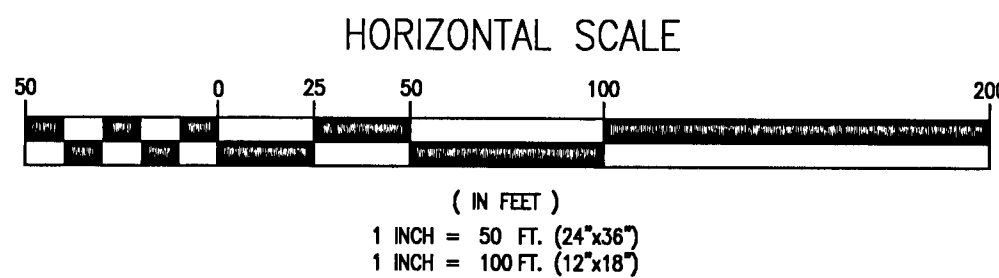 HORIZONTAL SCALE
50 0 25 50 100 200
( IN FEET )
1 INCH = 50 FT. (24"x36")
1 INCH = 100 FT. (12"x18")